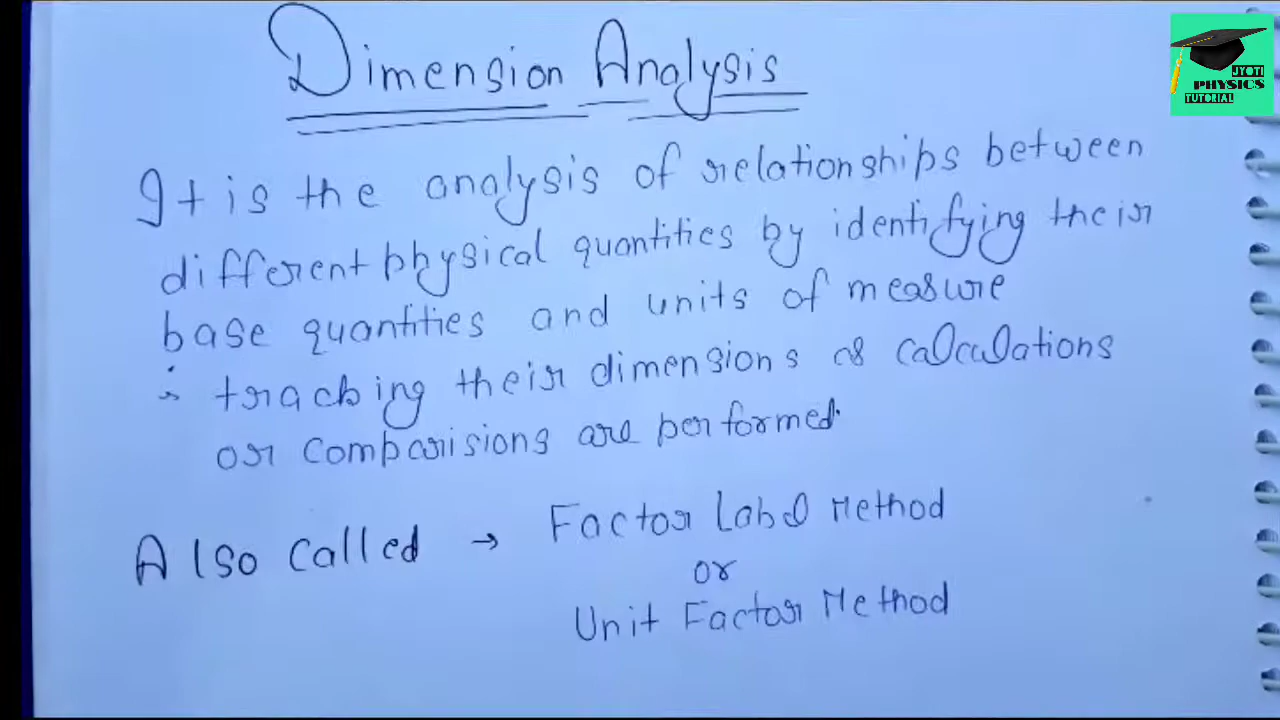 Dimension Analysis
JYOTI
PHYSICS
TUTORIAL
It is the analysis of relationships between
different physical quantities by identifying their
base quantities and units of measure
→ tracking their dimensions as calculations
or comparisions are performed.
Also Called → Factor Label Method
or
Unit Factor Method